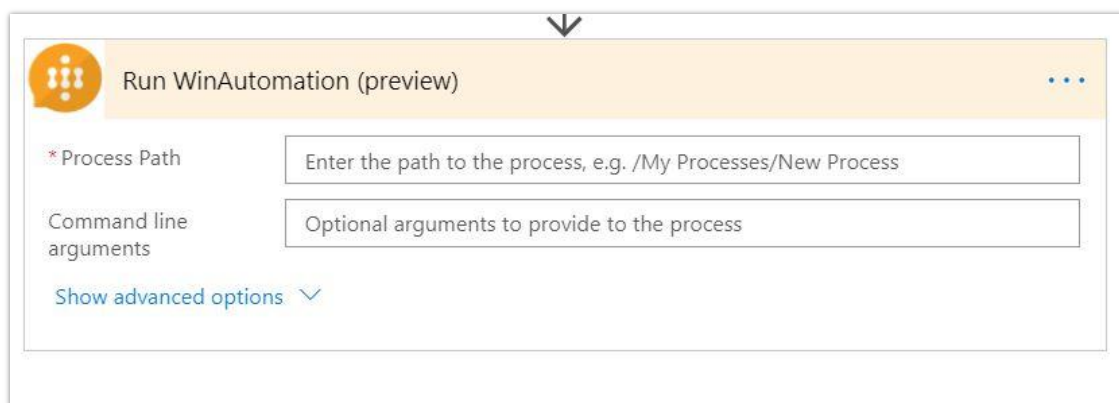 Run WinAutomation (preview)
* Process Path
Enter the path to the process, e.g. /My Processes/New Process
Command line
arguments
Optional arguments to provide to the process
Show advanced options